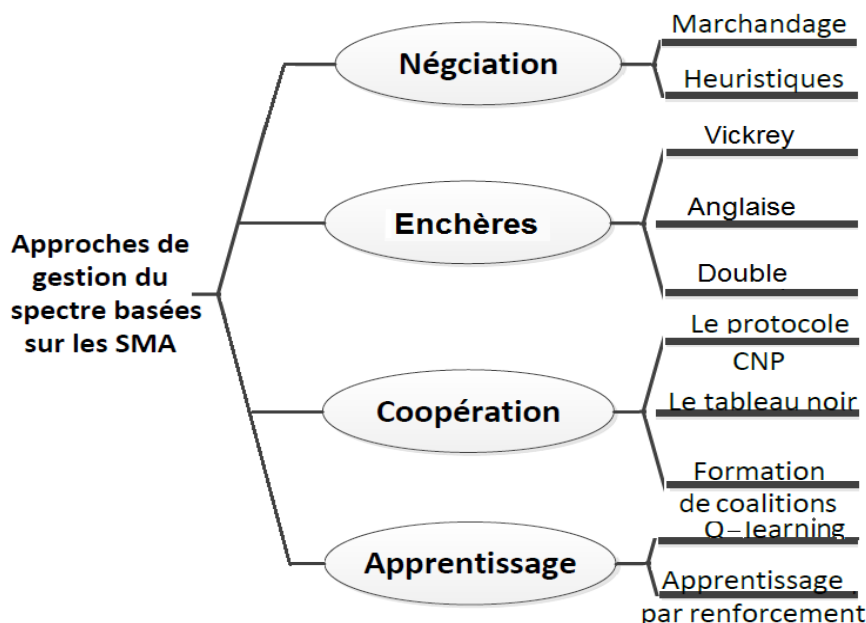 Approches de
gestion du
spectre basées
sur les SMA
Négciation
Marchandage
Heuristiques
Enchères
Vickrey
Anglaise
Double
Coopération
Le protocole
CNP
Le tableau noir
Formation
de coalitions
Apprentissage
Q-learning
Apprentissage
par renforcement